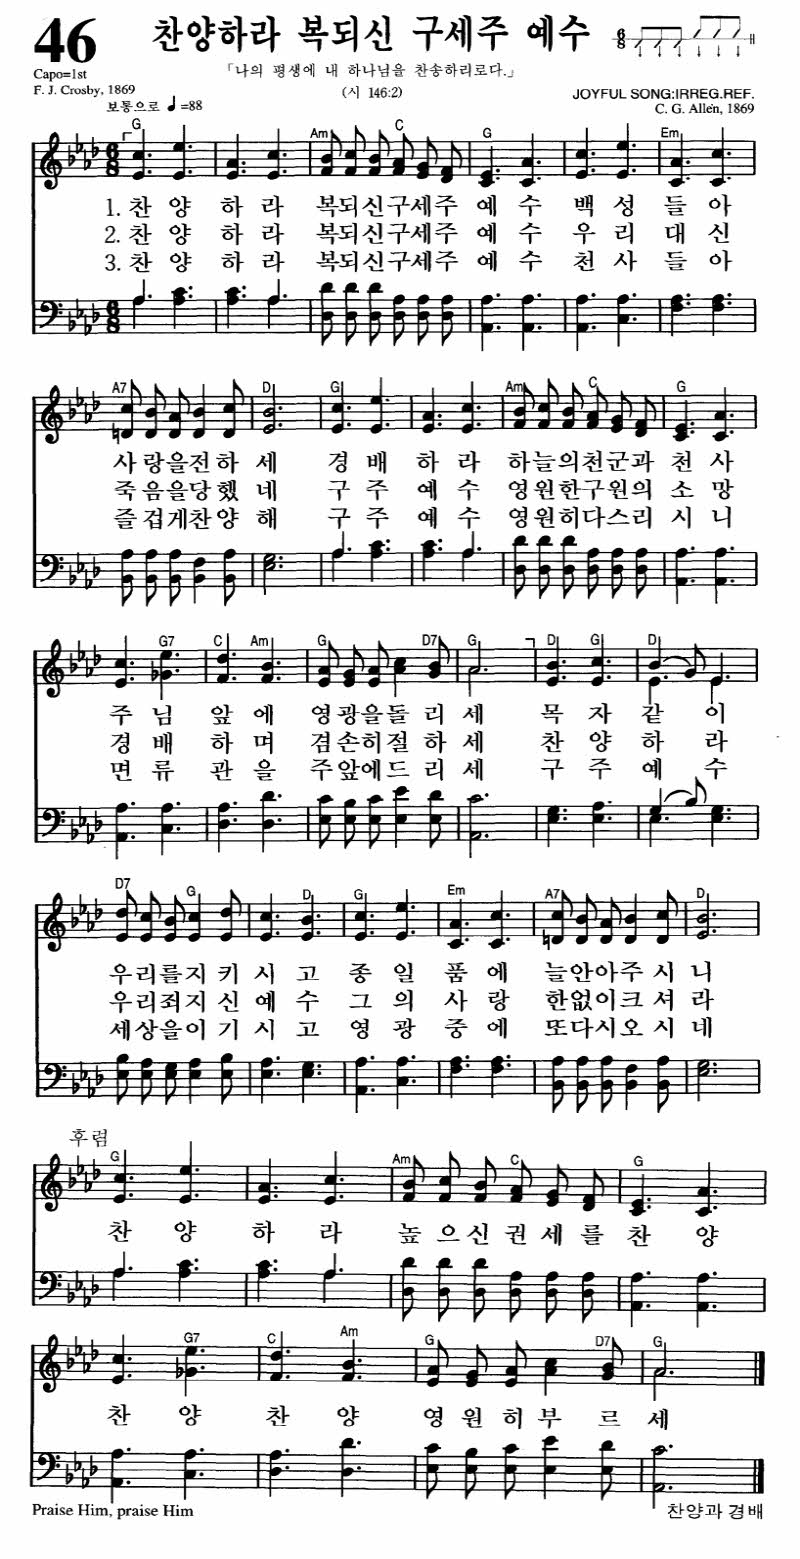 46 찬양하라 복되신 구세주 예수 6/8
Capo=1st 「나의 평생에 내 하나님을 찬송하리로다.」
F. J. Crosby, 1869 (시 146:2) JOYFUL SONG:IRREG.REF.
보통으로 ♩.=88 C. G. Allen, 1869
G Am C G Em
1. 찬 양 하 라 복되신구세주 예 수 백 성 들 아
2. 찬 양 하 라 복되신구세주 예 수 우 리 대 신
3. 찬 양 하 라 복되신구세주 예 수 천 사 들 아
A7 D G Am C G
사랑을전하 세 경 배 하 라 하늘의천군과 천 사
죽음을당했 네 구 주 예 수 영원한구원의 소 망
즐겁게찬양 해 구 주 예 수 영원히다스리 시 니
G7 C Am G D7 G D G D
주 님 앞 에 영광을돌리 세 목 자 같 이
경 배 하 며 겸손히절하 세 찬 양 하 라
면 류 관 을 주앞에드리 세 구 주 예 수
D7 G D G Em A7 D
우리를지키 시 고 종 일 품 에 늘안아주시 니
우리죄지신 예 수 그 의 사 랑 한없이크셔 라
세상을이기 시 고 영 광 중 에 또다시오시 네
후렴
G Am C G
찬 양 하 라 높으신권세를 찬 양
G7 C Am G D7 G
찬 양 찬 양 영원히부르 세
Praise Him, praise Him 찬양과 경배